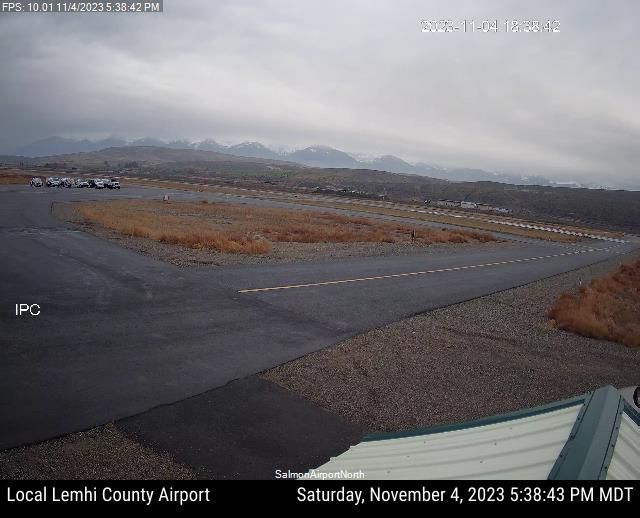 FPS: 10.01 11/4/2023 5:38:42 PM
2023-11-04 18:38:42
IPC
SalmonAirportNorth
Local Lemhi County Airport Saturday, November 4, 2023 5:38:43 PM MDT